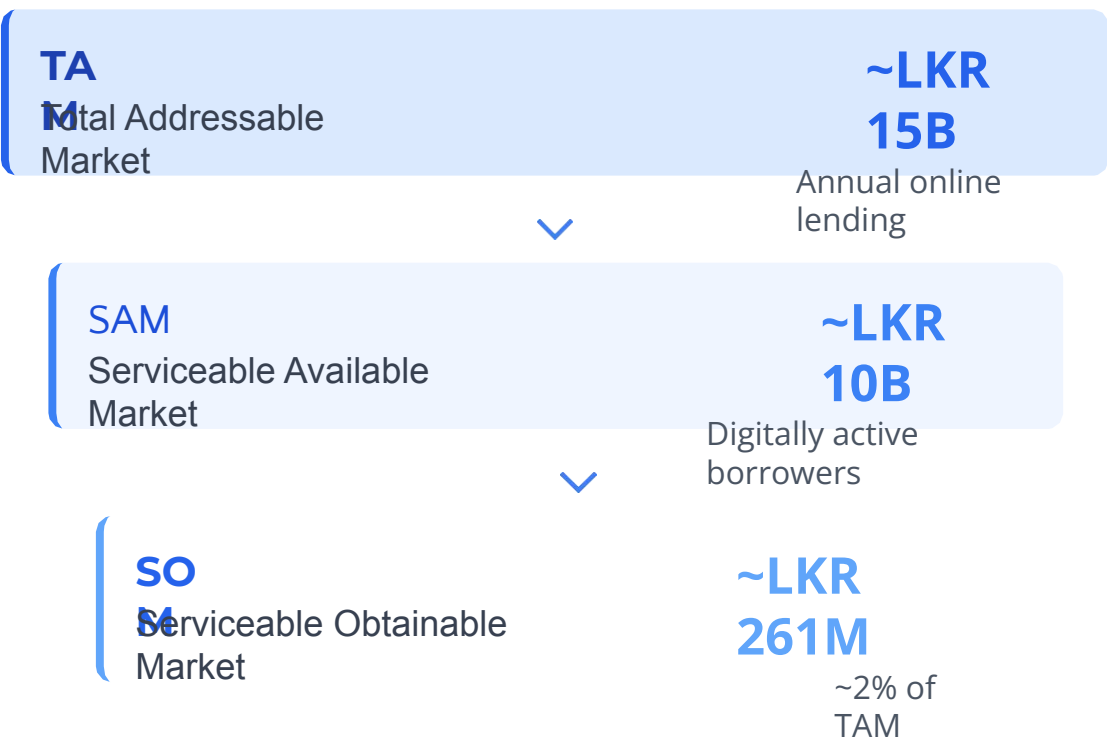 TA
M
Total Addressable
Market
~LKR
15B
Annual online
lending
SAM
Serviceable Available
Market
~LKR
10B
Digitally active
borrowers
SO
M
Serviceable Obtainable
Market
~LKR
261M
~2% of
TAM